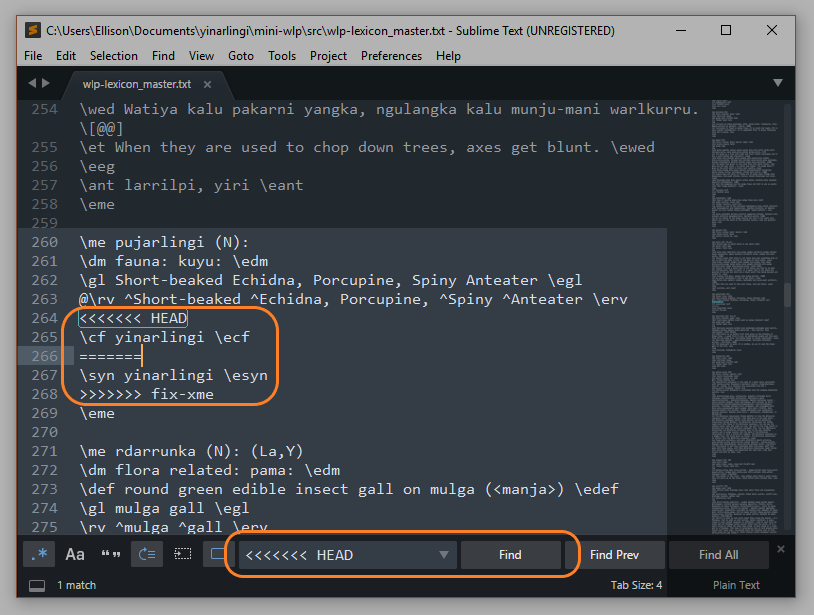 C:\Users\Ellison\Documents\yinarlingi\mini-wlp\src\wlp-lexicon_master.txt - Sublime Text (UNREGISTERED)
File Edit Selection Find View Goto Tools Project Preferences Help
wlp-lexicon_master.txt
254 \wed Watiya kalu pakarni yangka, ngulangka kalu munju-mani warlkurru.
\[@@]
255 \et When they are used to chop down trees, axes get blunt. \ewed
256 \eeg
257 \ant larrilpi, yiri \eant
258 \eme
259
260 \me pujarlingi (N):
261 \dm fauna: kuyu: \edm
262 \gl Short-beaked Echidna, Porcupine, Spiny Anteater \egl
263 @\rv ^Short-beaked ^Echidna, Porcupine, ^Spiny ^Anteater \erv
264 <<<<<<< HEAD
265 \cf yinarlingi \ecf
266 =======
267 \syn yinarlingi \esyn
268 >>>>>>> fix-xme
269 \eme
270
271 \me rdarrunka (N): (La,Y)
272 \dm flora related: pama: \edm
273 \def round green edible insect gall on mulga (<manja>) \edef
274 \gl mulga gall \egl
275 \rv ^mulga ^gall \erv
.* Aa “” <<<<<<< HEAD Find Find Prev Find All
1 match Tab Size: 4 Plain Text